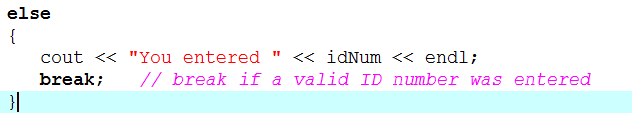 else
{
cout << "You entered " << idNum << endl;
break; // break if a valid ID number was entered
}